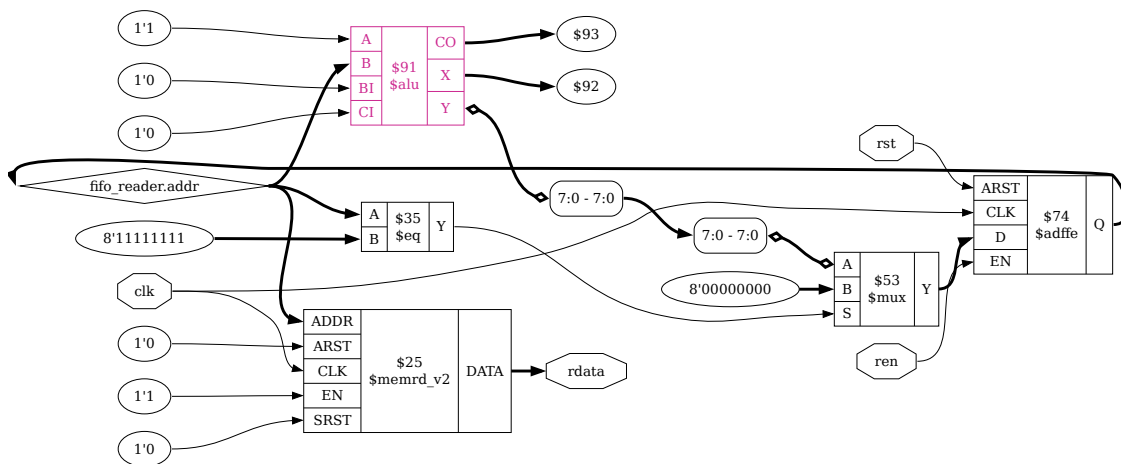 1'1
1'0
1'0
A
B
BI
CI
$91
$alu
CO
X
Y
$93
$92
fifo_reader.addr
8'11111111
A
B
$35
$eq
Y
7:0 - 7:0
7:0 - 7:0
8'00000000
A
B
S
$53
$mux
Y
rst
ren
ARST
CLK
D
EN
$74
$adffe
Q
clk
1'0
1'1
1'0
ADDR
ARST
CLK
EN
SRST
$25
$memrd_v2
DATA
rdata